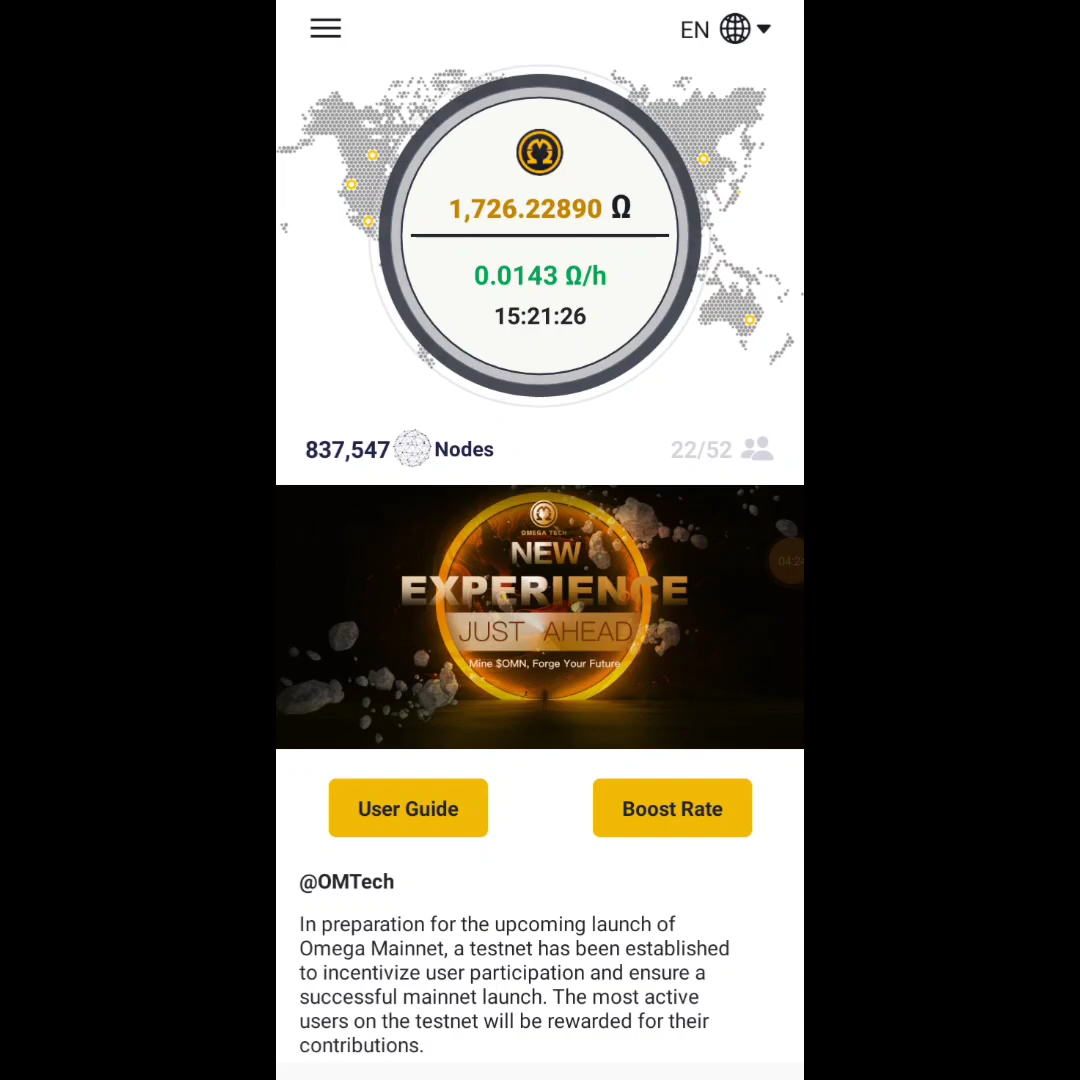 EN
1,726.22890 Ω
0.0143 Ω/h
15:21:26
837,547 Nodes
22/52
OMEGA TECH
NEW
EXPERIENCE
JUST AHEAD
Mine $OMN, Forge Your Future
User Guide
Boost Rate
@OMTech
In preparation for the upcoming launch of
Omega Mainnet, a testnet has been established
to incentivize user participation and ensure a
successful mainnet launch. The most active
users on the testnet will be rewarded for their
contributions.